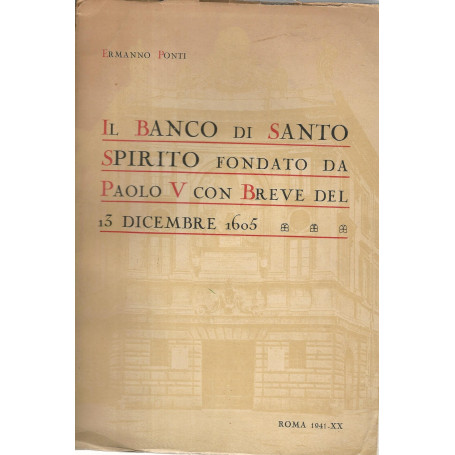 ERMANNO PONTI
IL BANCO DI SANTO
SPIRITO FONDATO DA
PAOLO V CON BREVE DEL
13 DICEMBRE 1605
ROMA 1941-XX